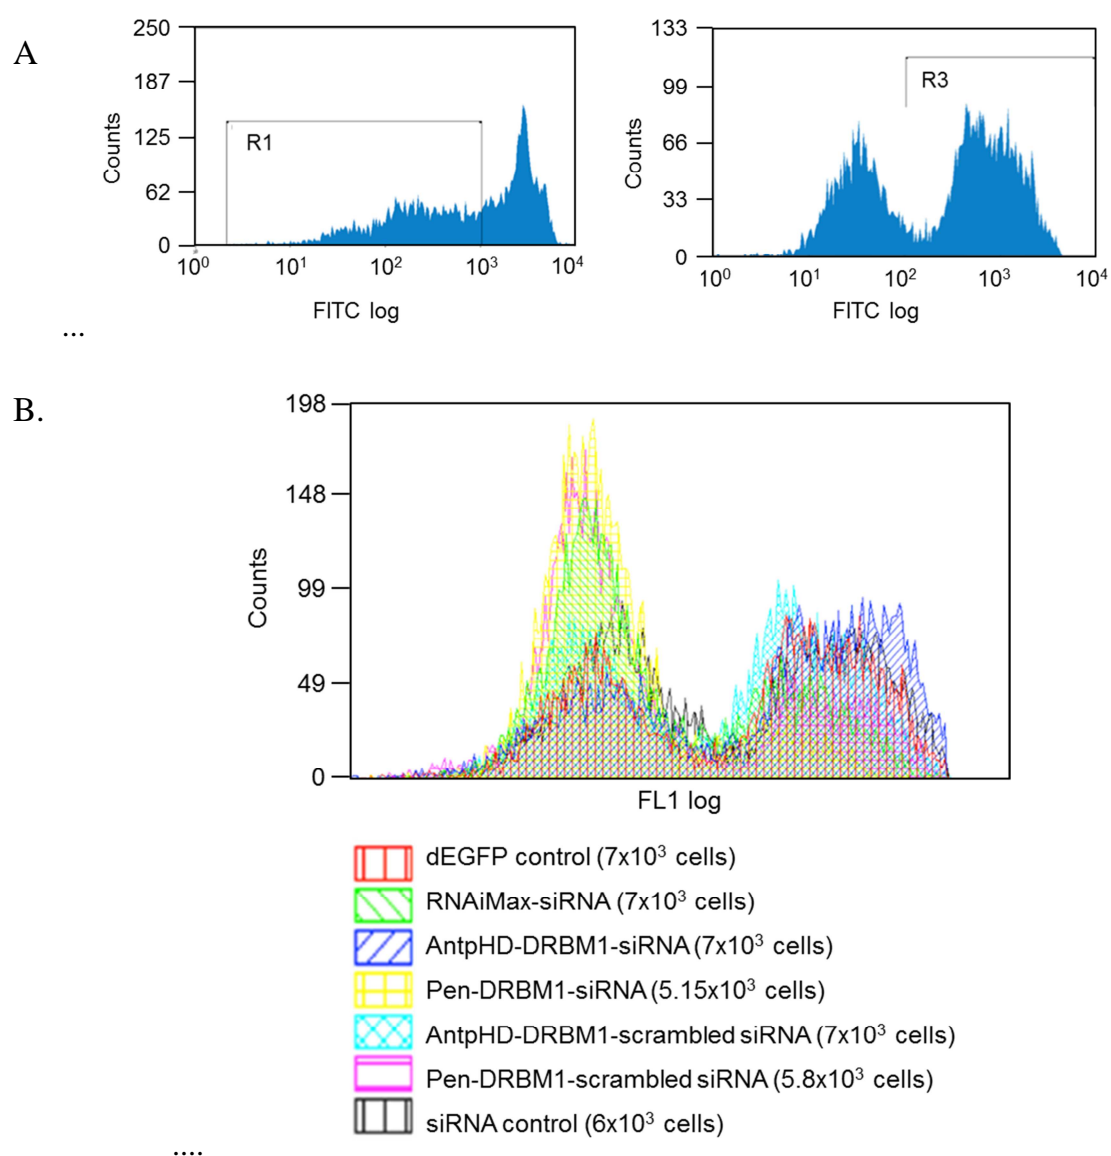 A
250
187
125
62
0
Counts
R1
10⁰ 10¹ 10² 10³ 10⁴
FITC log
133
99
66
33
0
Counts
R3
10⁰ 10¹ 10² 10³ 10⁴
FITC log
...
B.
198
148
99
49
0
Counts
FL1 log
dEGFP control (7x10³ cells)
RNAiMax-siRNA (7x10³ cells)
AntpHD-DRBM1-siRNA (7x10³ cells)
Pen-DRBM1-siRNA (5.15x10³ cells)
AntpHD-DRBM1-scrambled siRNA (7x10³ cells)
Pen-DRBM1-scrambled siRNA (5.8x10³ cells)
siRNA control (6x10³ cells)
....